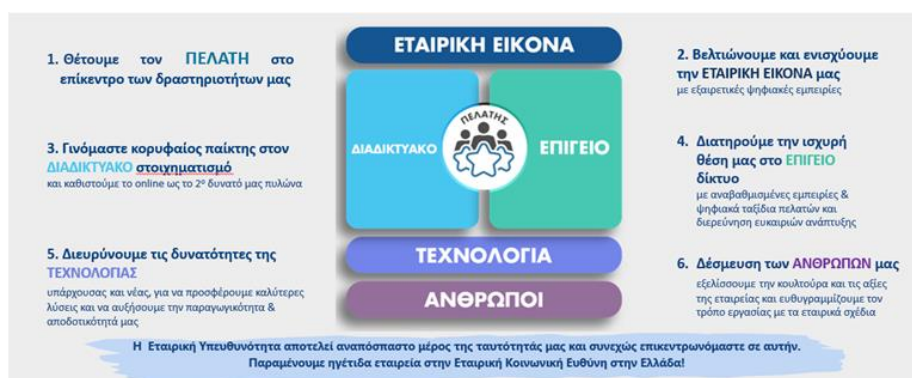 1. Θέτουμε τον ΠΕΛΑΤΗ στο
επίκεντρο των δραστηριοτήτων μας
3. Γινόμαστε κορυφαίος παίκτης στον
ΔΙΑΔΙΚΤΥΑΚΟ στοιχηματισμό
και καθιστούμε το online ως το 2º δυνατό μας πυλώνα
5. Διευρύνουμε τις δυνατότητες της
ΤΕΧΝΟΛΟΓΙΑΣ
υπάρχουσας και νέας, για να προσφέρουμε καλύτερες
λύσεις και να αυξήσουμε την παραγωγικότητα &
αποδοτικότητά μας
ΕΤΑΙΡΙΚΗ ΕΙΚΟΝΑ
ΔΙΑΔΙΚΤΥΑΚΟ
ΠΕΛΑΤΗΣ
ΕΠΙΓΕΙΟ
ΤΕΧΝΟΛΟΓΙΑ
ΑΝΘΡΩΠΟΙ
2. Βελτιώνουμε και ενισχύουμε
την ΕΤΑΙΡΙΚΗ ΕΙΚΟΝΑ μας
με εξαιρετικές ψηφιακές εμπειρίες
4. Διατηρούμε την ισχυρή
θέση μας στο ΕΠΙΓΕΙΟ
δίκτυο
με αναβαθμισμένες εμπειρίες &
ψηφιακά ταξίδια πελατών και
διερεύνηση ευκαιριών ανάπτυξης
6. Δέσμευση των ΑΝΘΡΩΠΩΝ μας
εξελίσσουμε την κουλτούρα και τις αξίες
της εταιρείας και ευθυγραμμίζουμε τον
τρόπο εργασίας με τα εταιρικά σχέδια
Η Εταιρική Υπευθυνότητα αποτελεί αναπόσπαστο μέρος της ταυτότητάς μας και συνεχώς επικεντρωνόμαστε σε αυτήν.
Παραμένουμε ηγέτιδα εταιρεία στην Εταιρική Κοινωνική Ευθύνη στην Ελλάδα!